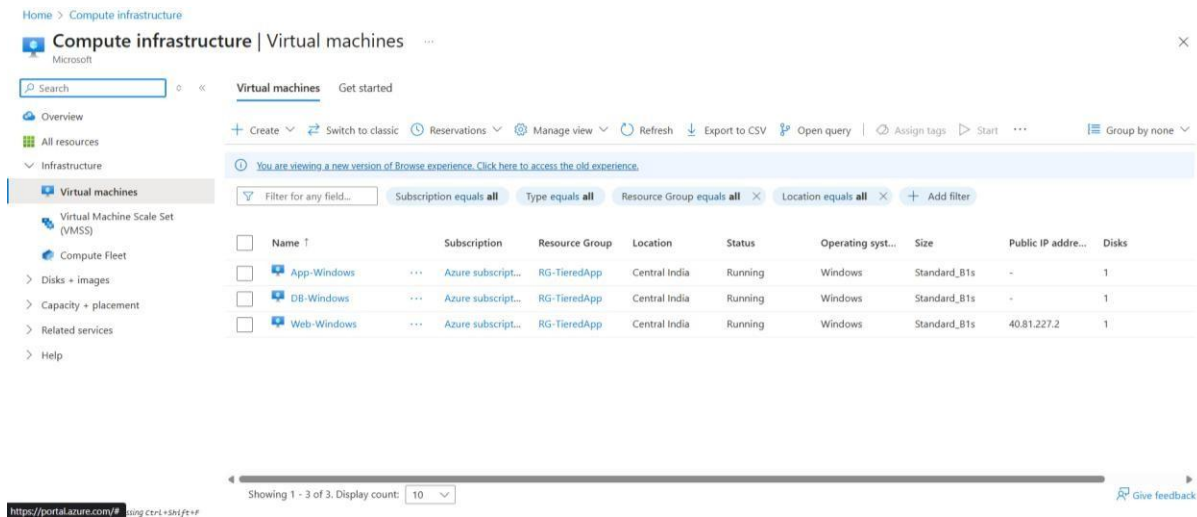 Home > Compute infrastructure
Compute infrastructure | Virtual machines ...
Microsoft
Search
Overview
All resources
Infrastructure
Virtual machines
Virtual Machine Scale Set
(VMSS)
Compute Fleet
Disks + images
Capacity + placement
Related services
Help
Virtual machines Get started
Create Switch to classic Reservations Manage view Refresh Export to CSV Open query Assign tags Start ... Group by none
You are viewing a new version of Browse experience. Click here to access the old experience.
Filter for any field... Subscription equals all Type equals all Resource Group equals all Location equals all Add filter
Name ↑ Subscription Resource Group Location Status Operating syst... Size Public IP addre... Disks
App-Windows ... Azure subscript... RG-TieredApp Central India Running Windows Standard_B1s - 1
DB-Windows ... Azure subscript... RG-TieredApp Central India Running Windows Standard_B1s - 1
Web-Windows ... Azure subscript... RG-TieredApp Central India Running Windows Standard_B1s 40.81.227.2 1
Showing 1 - 3 of 3. Display count: 10
Give feedback
https://portal.azure.com/# Ctrl+Shift+F